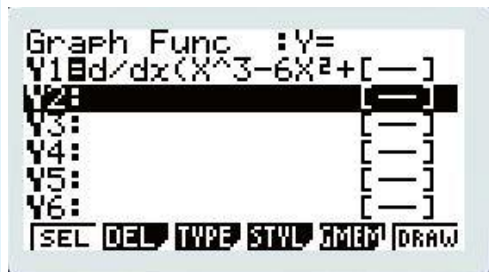 Graph Func :Y=
Y1=d/dx(X^3-6X²+[—]
Y2: [—]
Y3: [—]
Y4: [—]
Y5: [—]
Y6: [—]
SEL DEL TYPE STYL GMEM DRAW